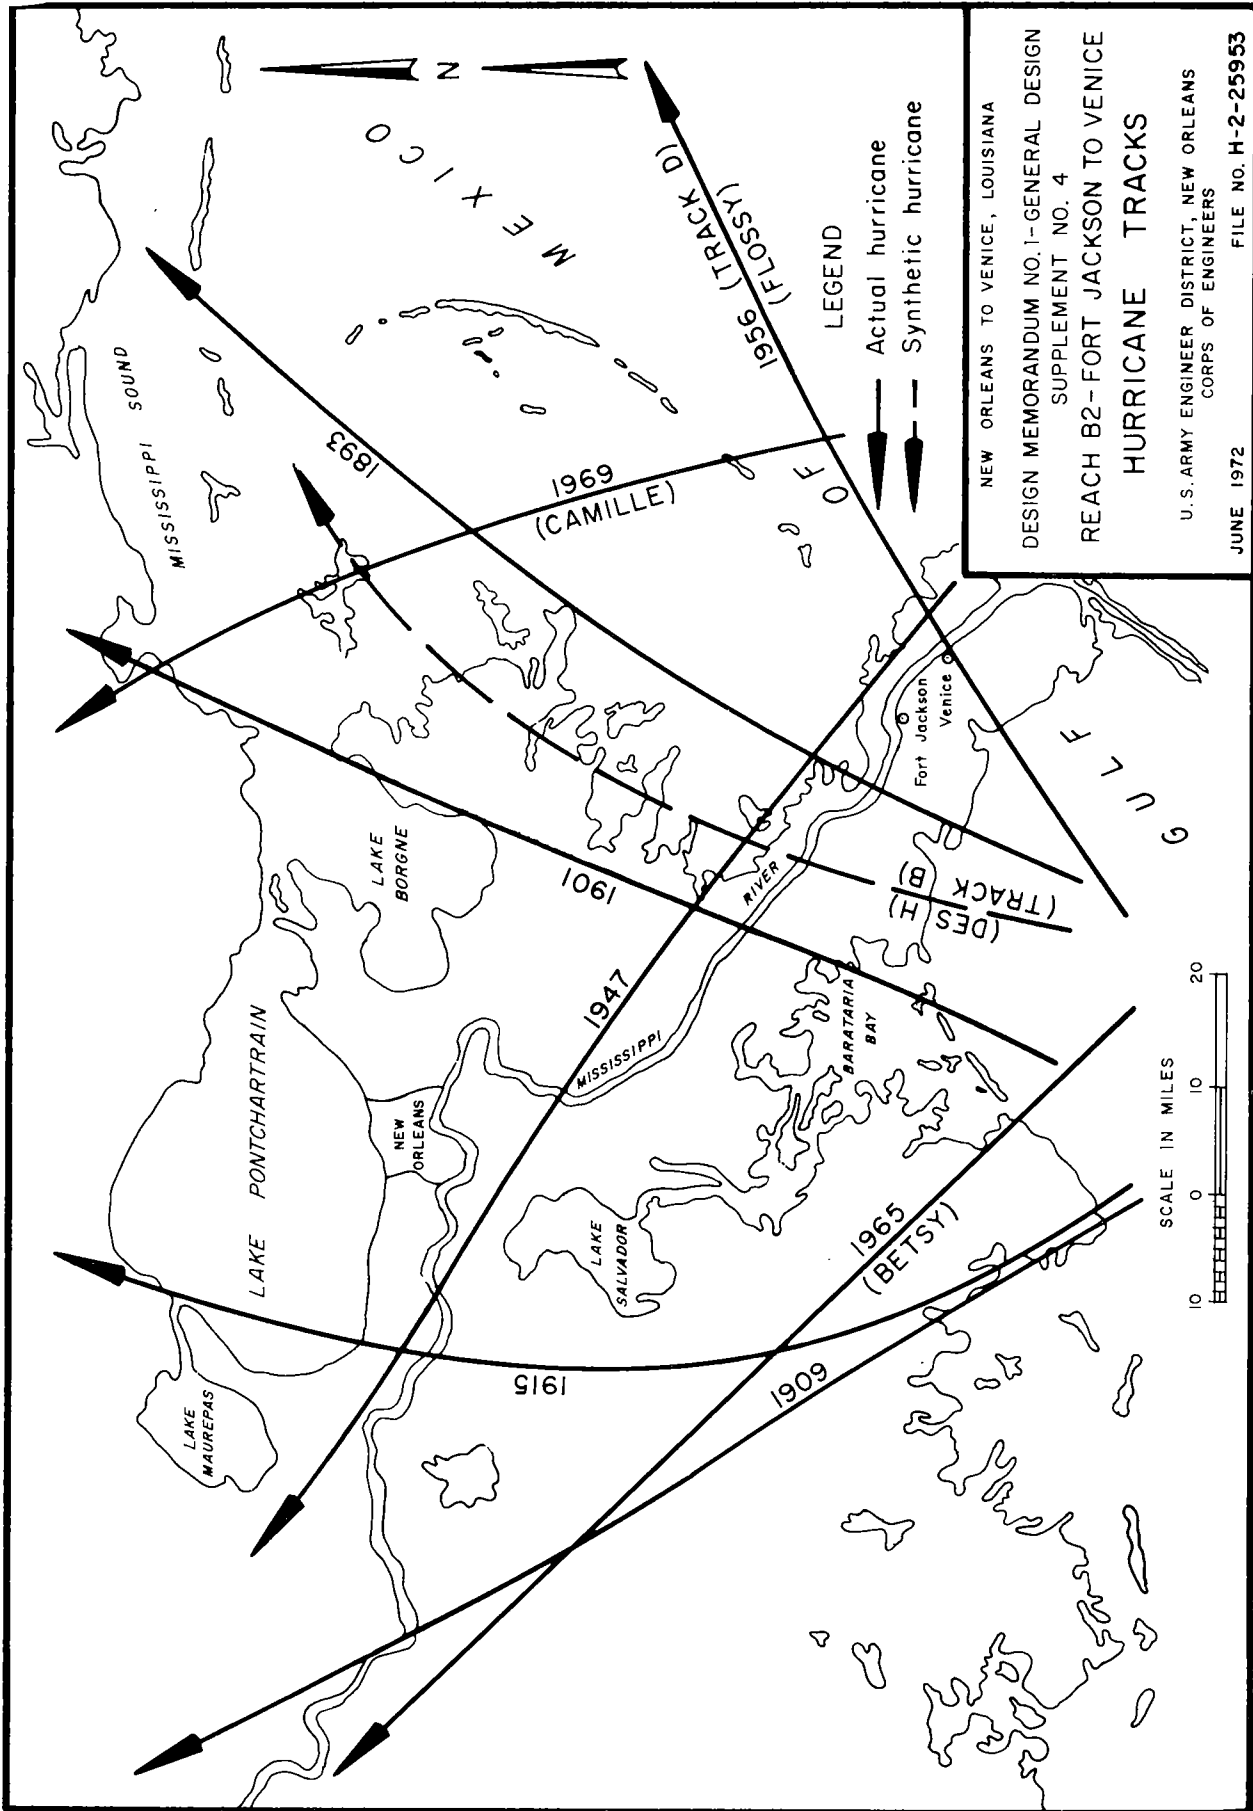 MISSISSIPPI SOUND
N
MEXICO
OF
GULF
1893
1969
(CAMILLE)
1956 (TRACK D)
(FLOSSY)
LAKE PONTCHARTRAIN
LAKE
BORGNE
LAKE
MAUREPAS
NEW
ORLEANS
1901
1947
1915
LAKE
SALVADOR
MISSISSIPPI
RIVER
BARATARIA
BAY
1965
(BETSY)
1909
(DES H)
(TRACK B)
Fort Jackson
Venice
LEGEND
Actual hurricane
Synthetic hurricane
SCALE IN MILES
10 0 10 20
NEW ORLEANS TO VENICE, LOUISIANA
DESIGN MEMORANDUM NO. 1-GENERAL DESIGN
SUPPLEMENT NO. 4
REACH B2-FORT JACKSON TO VENICE
HURRICANE TRACKS
U.S. ARMY ENGINEER DISTRICT, NEW ORLEANS
CORPS OF ENGINEERS
JUNE 1972 FILE NO. H-2-25953